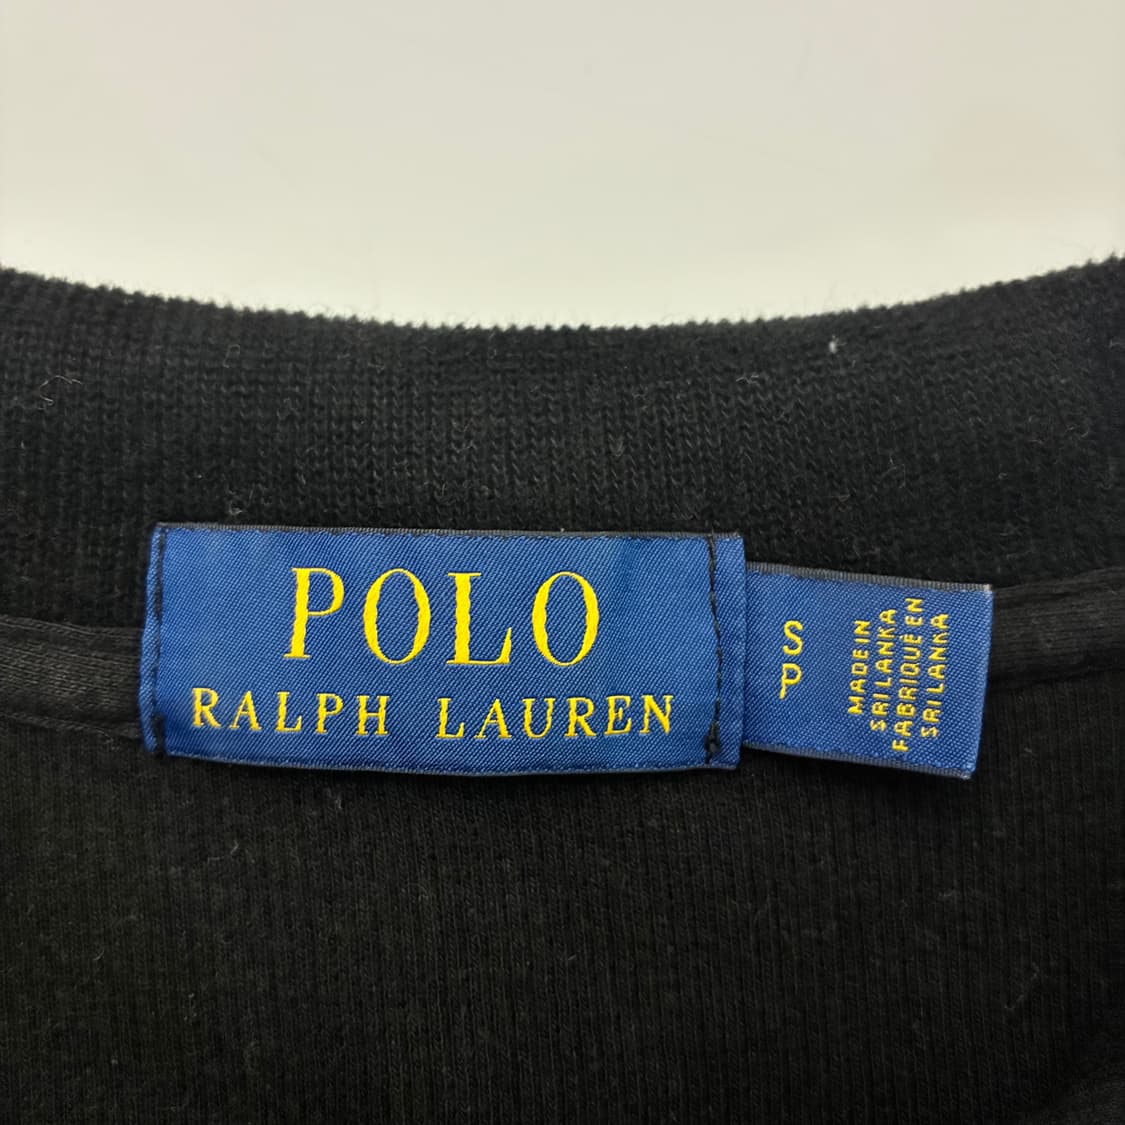 POLO
RALPH LAUREN
S
P
MADE IN
SRI LANKA
FABRIQUÉ EN
SRI LANKA